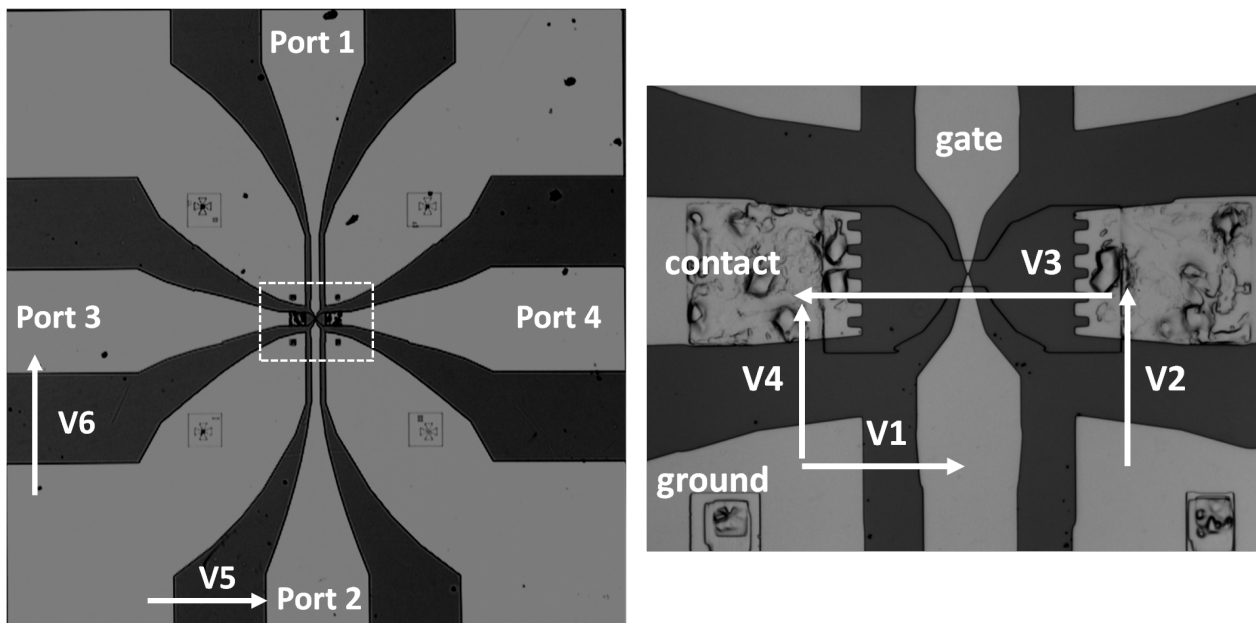 Port 1
Port 3
Port 4
V6
V5
Port 2
gate
contact
V3
V4
V2
V1
ground